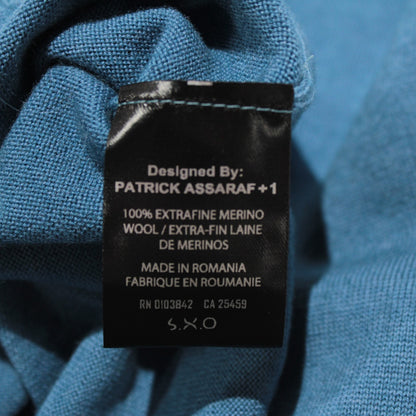 Designed By:
PATRICK ASSARAF +1
100% EXTRAFINE MERINO
WOOL / EXTRA-FIN LAINE
DE MERINOS
MADE IN ROMANIA
FABRIQUE EN ROUMANIE
RN 0103842 CA 25459
S.X.O